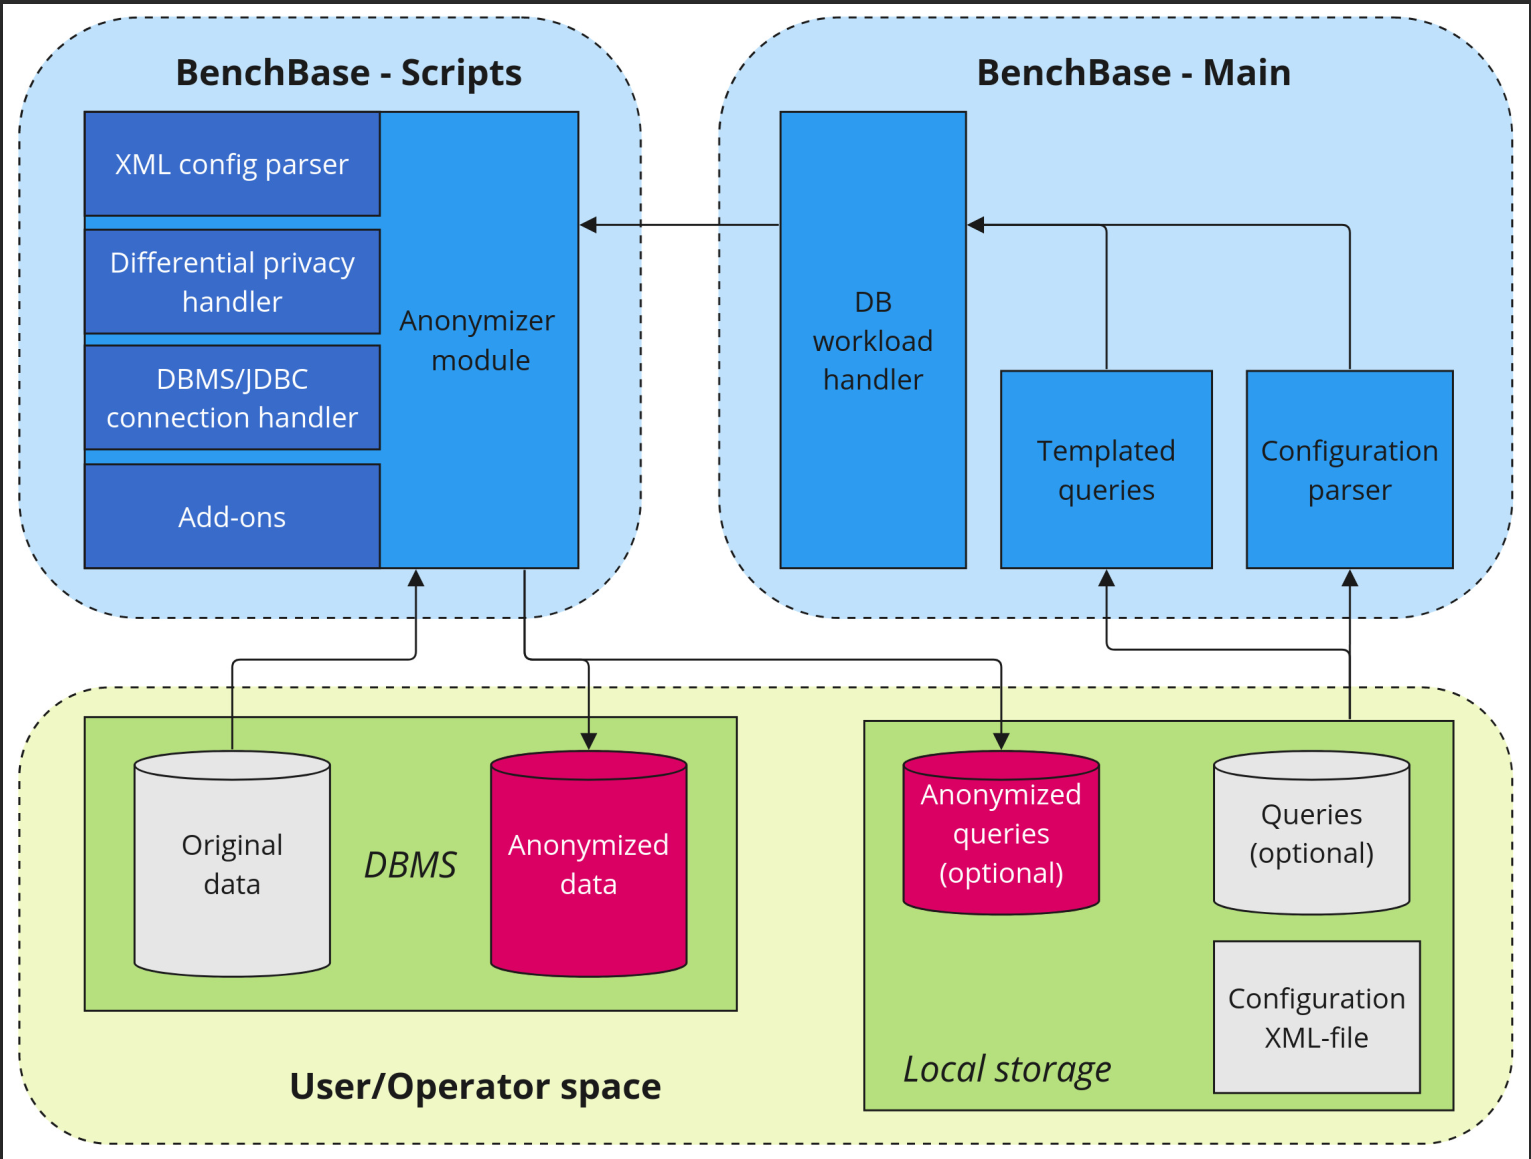 BenchBase - Scripts
XML config parser
Differential privacy
handler
DBMS/JDBC
connection handler
Add-ons
Anonymizer
module
BenchBase - Main
DB
workload
handler
Templated
queries
Configuration
parser
Original
data
DBMS
Anonymized
data
Anonymized
queries
(optional)
Queries
(optional)
Configuration
XML-file
Local storage
User/Operator space